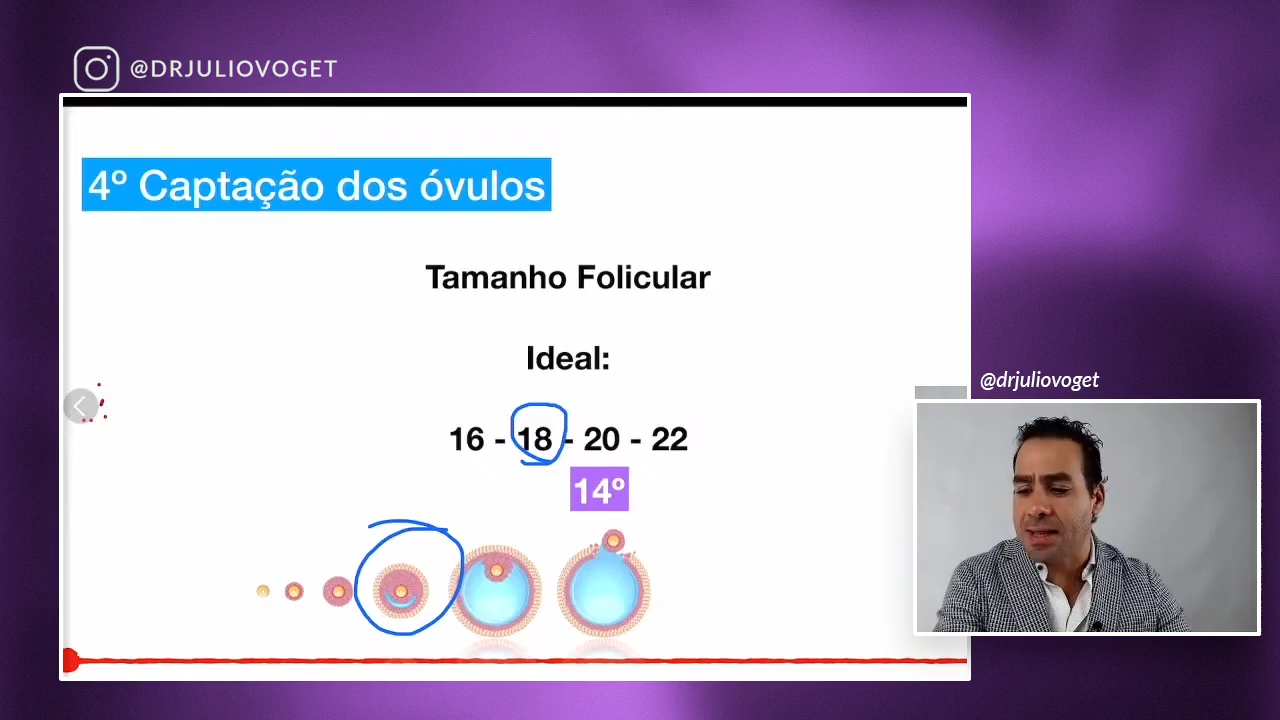 @DRJULIOVOGET
4º Captação dos óvulos
Tamanho Folicular
Ideal:
16 - 18 - 20 - 22
14º
@drjuliovoget